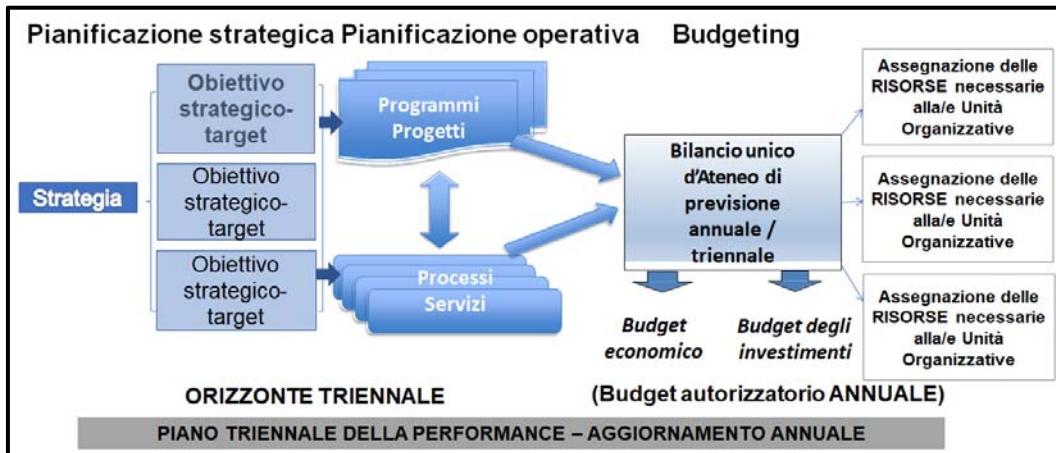 Pianificazione strategica Pianificazione operativa Budgeting
Obiettivo
strategico-
target
Obiettivo
strategico-
target
Obiettivo
strategico-
target
Strategia
Programmi
Progetti
Processi
Servizi
Bilancio unico
d'Ateneo di
previsione
annuale /
triennale
Budget
economico
Budget degli
investimenti
Assegnazione delle
RISORSE necessarie
alla/e Unità
Organizzative
Assegnazione delle
RISORSE necessarie
alla/e Unità
Organizzative
Assegnazione delle
RISORSE necessarie
alla/e Unità
Organizzative
ORIZZONTE TRIENNALE
(Budget autorizzatorio ANNUALE)
PIANO TRIENNALE DELLA PERFORMANCE – AGGIORNAMENTO ANNUALE